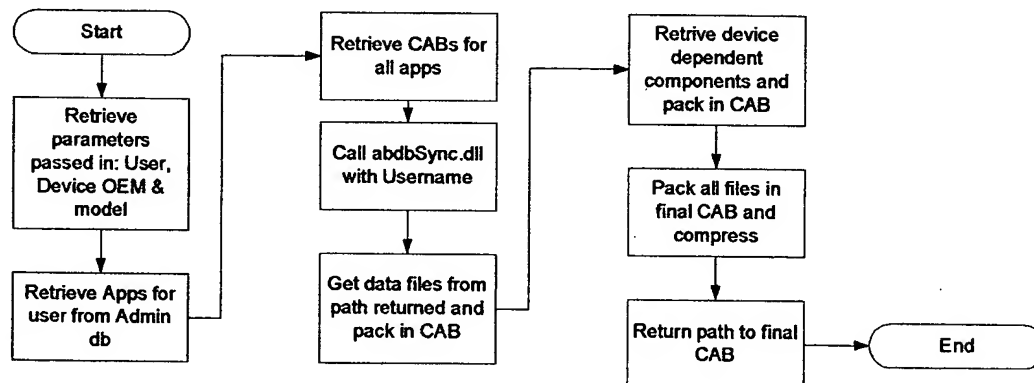 Start
Retrieve
parameters
passed in: User,
Device OEM &
model
Retrieve Apps for
user from Admin
db
Retrieve CABs for
all apps
Call abdbSync.dll
with Username
Get data files from
path returned and
pack in CAB
Retrive device
dependent
components and
pack in CAB
Pack all files in
final CAB and
compress
Return path to final
CAB
End